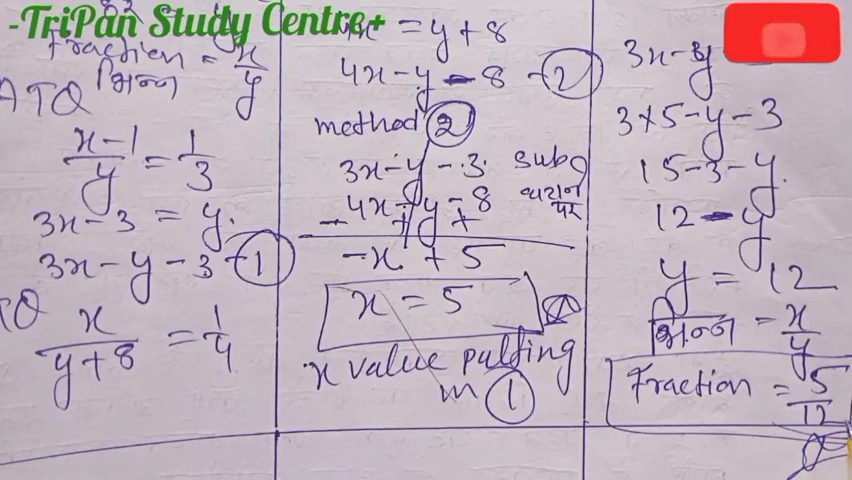 -TriPan Study Centre+
Fraction = x/y
भिन्न
ATQ
x-1/y = 1/3
3x-3 = y.
3x-y-3-①
x/y+8 = 1/4
= y+8
4x-y-8-②
method ②
3x-y-3. sub
4x-y-8 घटाने पर
- + +
-x. + 5
x = 5
x value putting
in ①
3x-y-
3×5-y-3
15-3-y.
12-y
y = 12
भिन्न = x/y
Fraction = 5/12